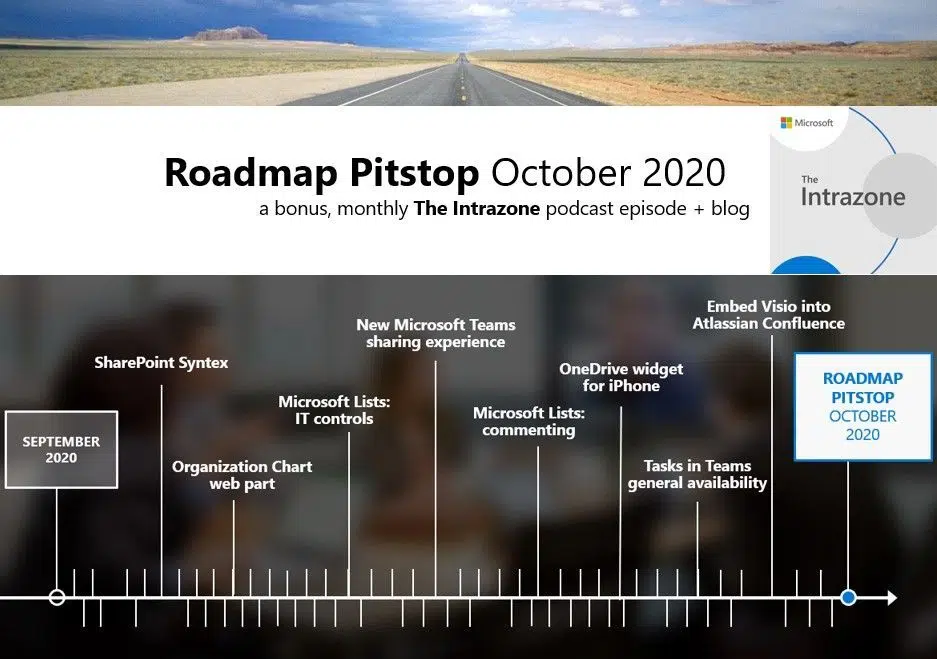 Microsoft
Roadmap Pitstop October 2020
a bonus, monthly The Intrazone podcast episode + blog
The
Intrazone
SEPTEMBER
2020
SharePoint Syntex
Organization Chart
web part
Microsoft Lists:
IT controls
New Microsoft Teams
sharing experience
Microsoft Lists:
commenting
OneDrive widget
for iPhone
Tasks in Teams
general availability
Embed Visio into
Atlassian Confluence
ROADMAP
PITSTOP
OCTOBER
2020